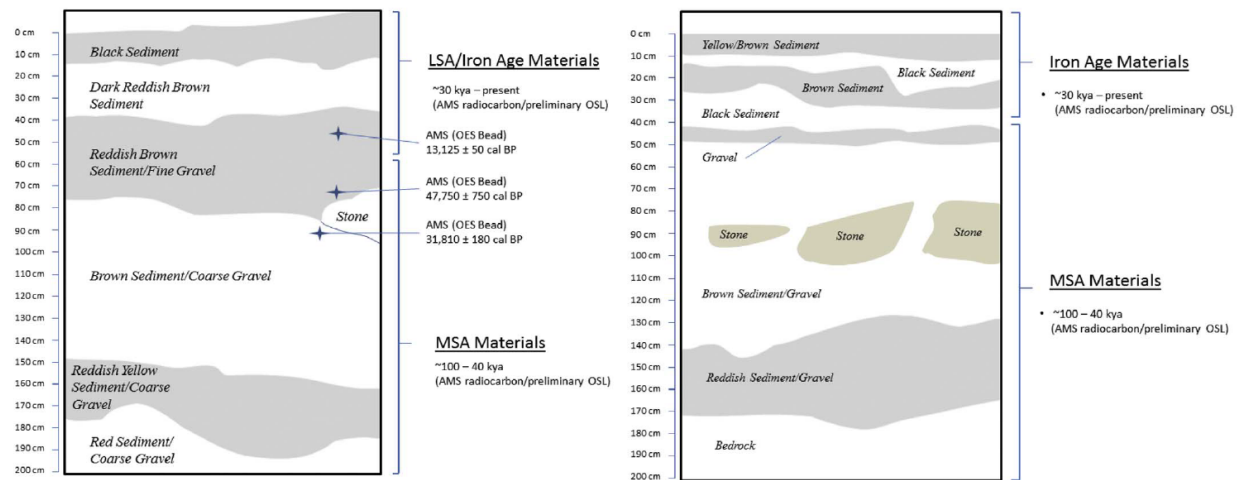 0 cm
10 cm
20 cm
30 cm
40 cm
50 cm
60 cm
70 cm
80 cm
90 cm
100 cm
110 cm
120 cm
130 cm
140 cm
150 cm
160 cm
170 cm
180 cm
190 cm
200 cm
Black Sediment
Dark Reddish Brown
Sediment
Reddish Brown
Sediment/Fine Gravel
Stone
Brown Sediment/Coarse Gravel
Reddish Yellow
Sediment/Coarse
Gravel
Red Sediment/
Coarse Gravel
LSA/Iron Age Materials
~30 kya – present
(AMS radiocarbon/preliminary OSL)
AMS (OES Bead)
13,125 ± 50 cal BP
AMS (OES Bead)
47,750 ± 750 cal BP
AMS (OES Bead)
31,810 ± 180 cal BP
MSA Materials
~100 – 40 kya
(AMS radiocarbon/preliminary OSL)
0 cm
10 cm
20 cm
30 cm
40 cm
50 cm
60 cm
70 cm
80 cm
90 cm
100 cm
110 cm
120 cm
130 cm
140 cm
150 cm
160 cm
170 cm
180 cm
190 cm
200 cm
Yellow/Brown Sediment
Black Sediment
Brown Sediment
Black Sediment
Gravel
Stone
Stone
Stone
Brown Sediment/Gravel
Reddish Sediment/Gravel
Bedrock
Iron Age Materials
• ~30 kya – present
(AMS radiocarbon/preliminary OSL)
MSA Materials
• ~100 – 40 kya
(AMS radiocarbon/preliminary OSL)